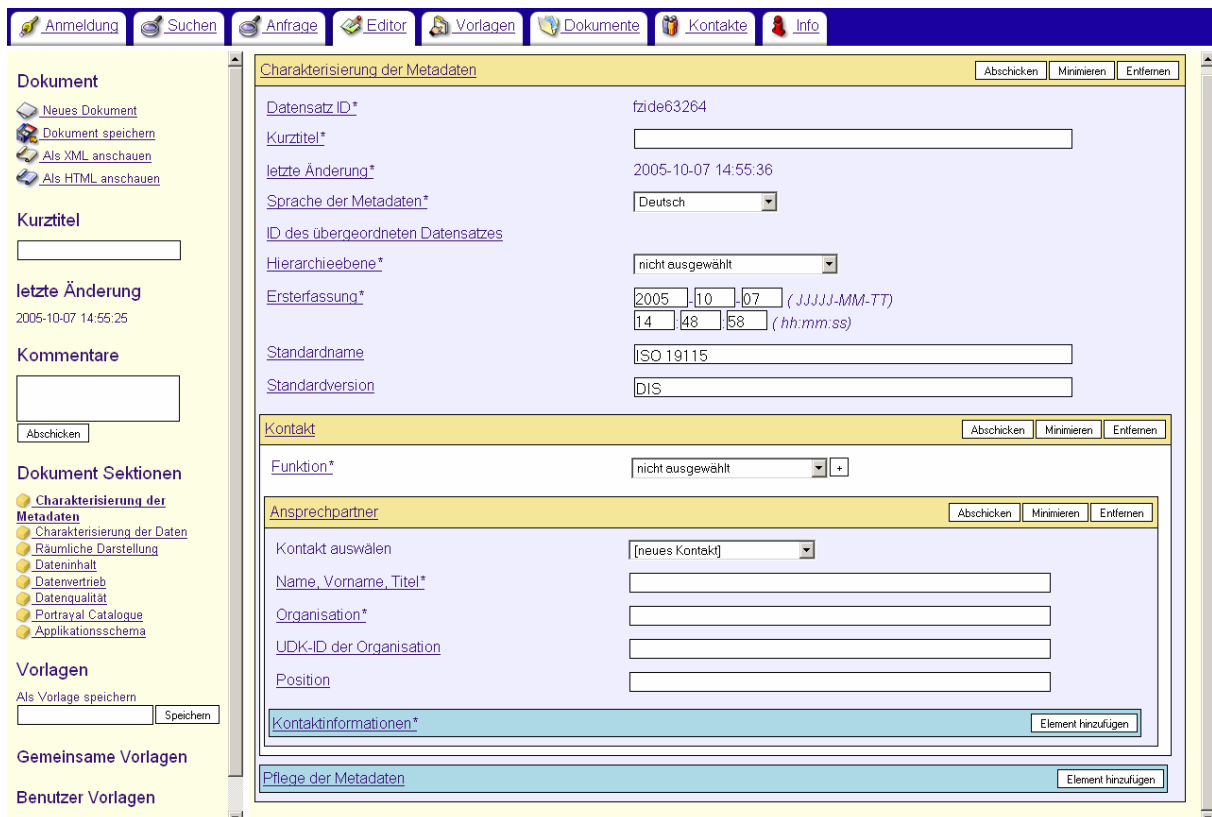 Anmeldung Suchen Anfrage Editor Vorlagen Dokumente Kontakte Info
Dokument
Neues Dokument
Dokument speichern
Als XML anschauen
Als HTML anschauen
Kurztitel
letzte Änderung
2005-10-07 14:55:25
Kommentare
Abschicken
Dokument Sektionen
Charakterisierung der
Metadaten
Charakterisierung der Daten
Räumliche Darstellung
Dateninhalt
Datenvertrieb
Datenqualität
Portrayal Catalogue
Applikationsschema
Vorlagen
Als Vorlage speichern
Speichern
Gemeinsame Vorlagen
Benutzer Vorlagen
Charakterisierung der Metadaten Abschicken Minimieren Entfernen
Datensatz ID* fzide63264
Kurztitel*
letzte Änderung* 2005-10-07 14:55:36
Sprache der Metadaten* Deutsch
ID des übergeordneten Datensatzes
Hierarchieebene* nicht ausgewählt
Ersterfassung* 2005 -10 -07 ( JJJJJ-MM-TT)
14 :48 :58 ( hh:mm:ss)
Standardname ISO 19115
Standardversion DIS
Kontakt Abschicken Minimieren Entfernen
Funktion* nicht ausgewählt +
Ansprechpartner Abschicken Minimieren Entfernen
Kontakt auswälen [neues Kontakt]
Name, Vorname, Titel*
Organisation*
UDK-ID der Organisation
Position
Kontaktinformationen* Element hinzufügen
Pflege der Metadaten Element hinzufügen